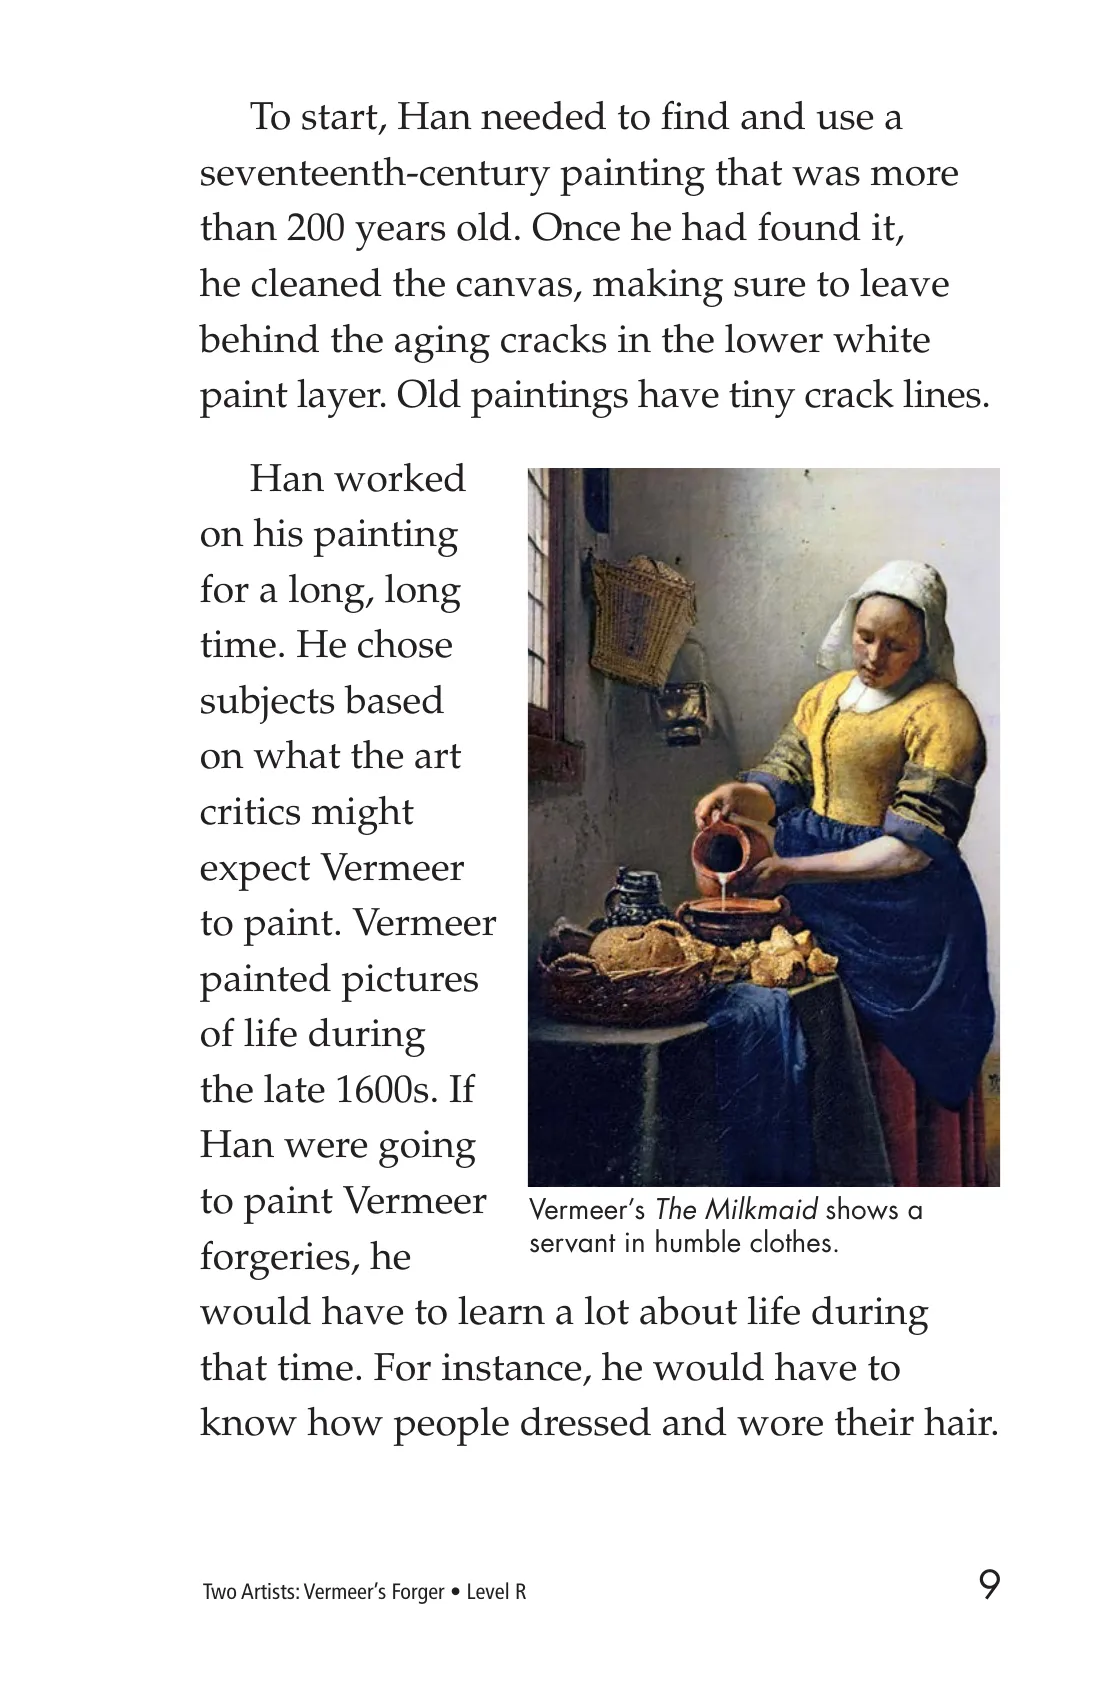 To start, Han needed to find and use a
seventeenth-century painting that was more
than 200 years old. Once he had found it,
he cleaned the canvas, making sure to leave
behind the aging cracks in the lower white
paint layer. Old paintings have tiny crack lines.
Han worked
on his painting
for a long, long
time. He chose
subjects based
on what the art
critics might
expect Vermeer
to paint. Vermeer
painted pictures
of life during
the late 1600s. If
Han were going
to paint Vermeer
forgeries, he
would have to learn a lot about life during
that time. For instance, he would have to
know how people dressed and wore their hair.
Vermeer's The Milkmaid shows a
servant in humble clothes.
Two Artists: Vermeer's Forger • Level R
9